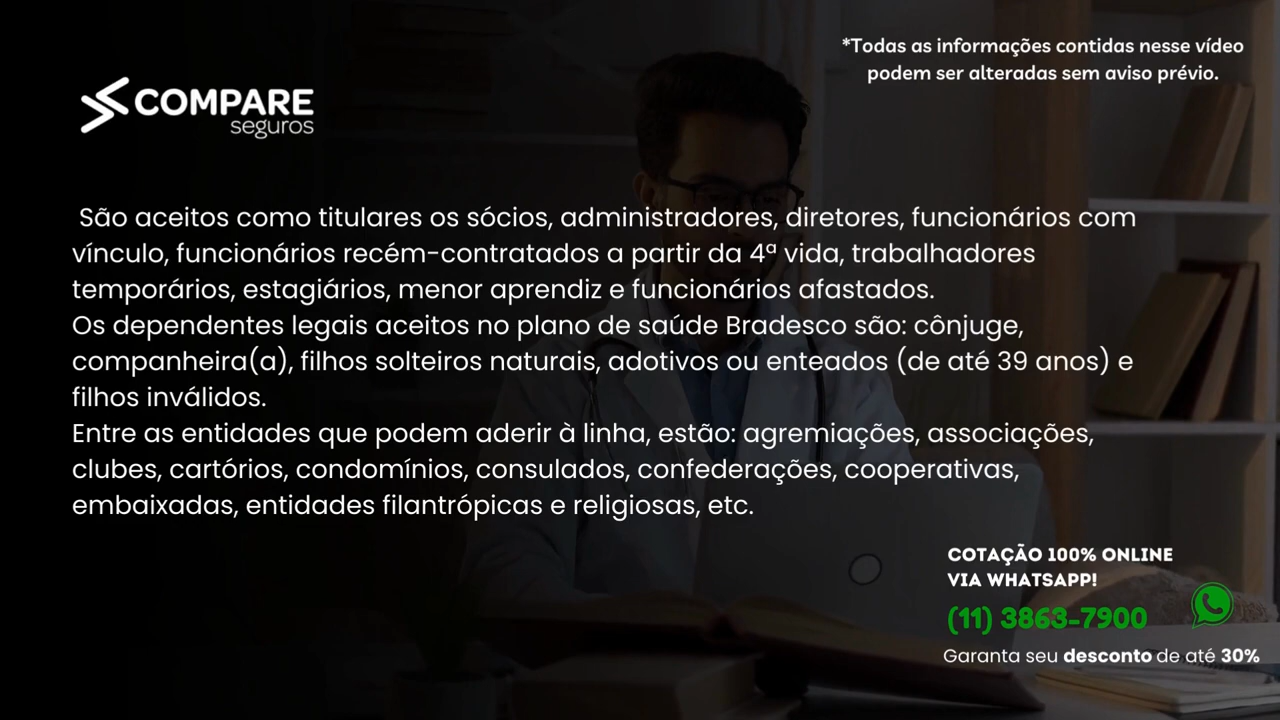 *Todas as informações contidas nesse vídeo
podem ser alteradas sem aviso prévio.
COMPARE
seguros
São aceitos como titulares os sócios, administradores, diretores, funcionários com
vínculo, funcionários recém-contratados a partir da 4ª vida, trabalhadores
temporários, estagiários, menor aprendiz e funcionários afastados.
Os dependentes legais aceitos no plano de saúde Bradesco são: cônjuge,
companheira(a), filhos solteiros naturais, adotivos ou enteados (de até 39 anos) e
filhos inválidos.
Entre as entidades que podem aderir à linha, estão: agremiações, associações,
clubes, cartórios, condomínios, consulados, confederações, cooperativas,
embaixadas, entidades filantrópicas e religiosas, etc.
COTAÇÃO 100% ONLINE
VIA WHATSAPP!
(11) 3863-7900
Garanta seu desconto de até 30%